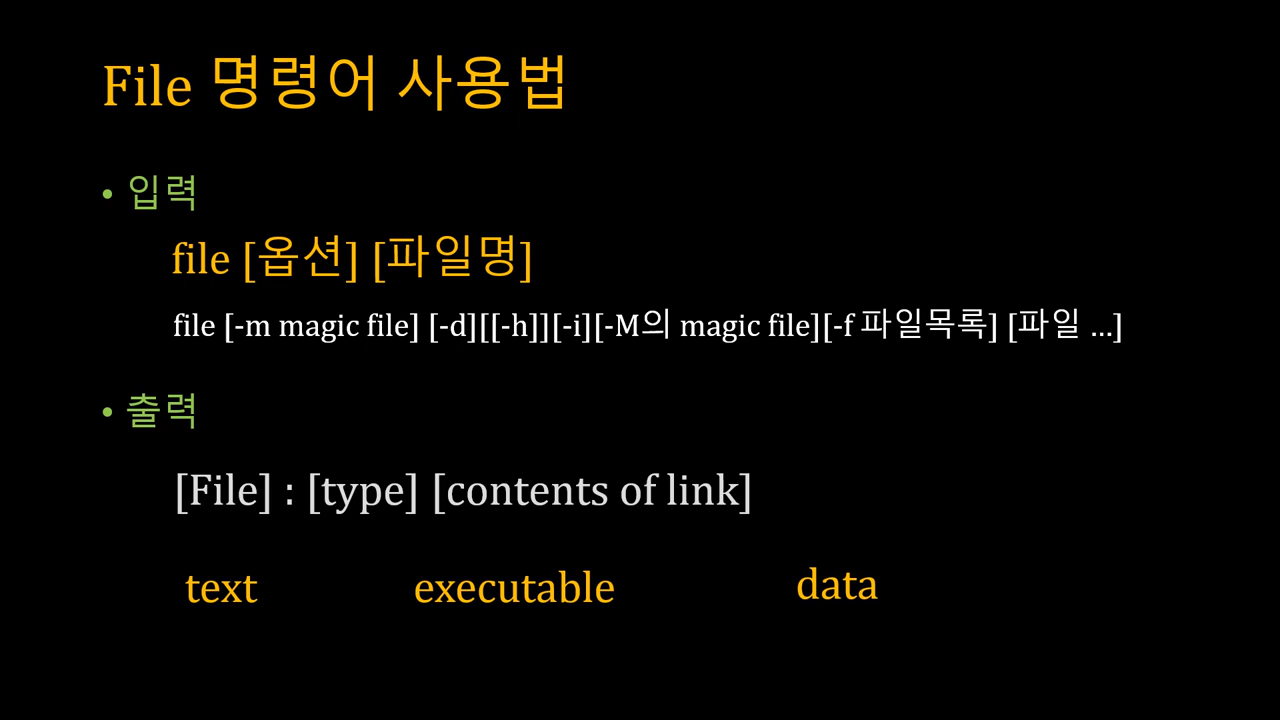 File 명령어 사용법
• 입력
file [옵션] [파일명]
file [-m magic file] [-d][[-h]][-i][-M의 magic file][-f 파일목록] [파일 ...]
• 출력
[File] : [type] [contents of link]
text executable data